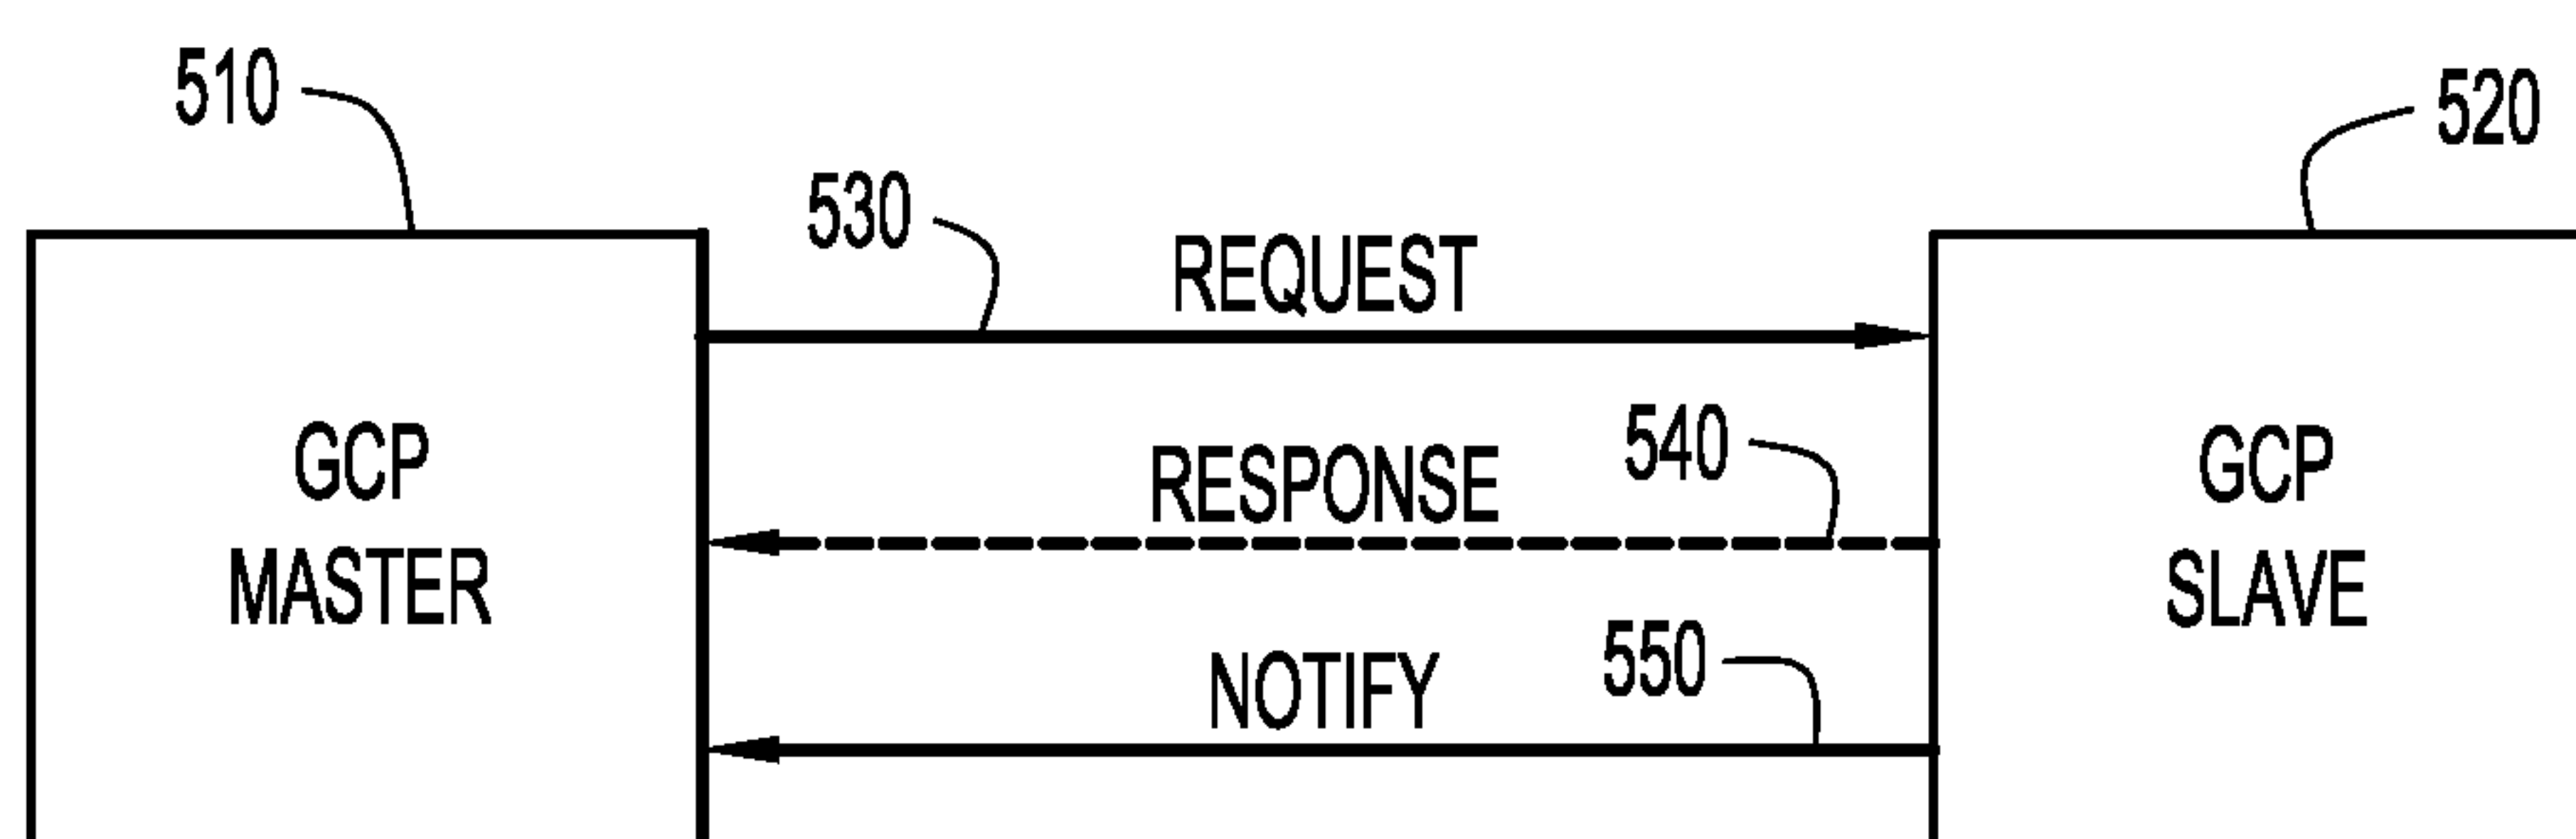 510
520
530
REQUEST
540
RESPONSE
GCP
MASTER
GCP
SLAVE
550
NOTIFY